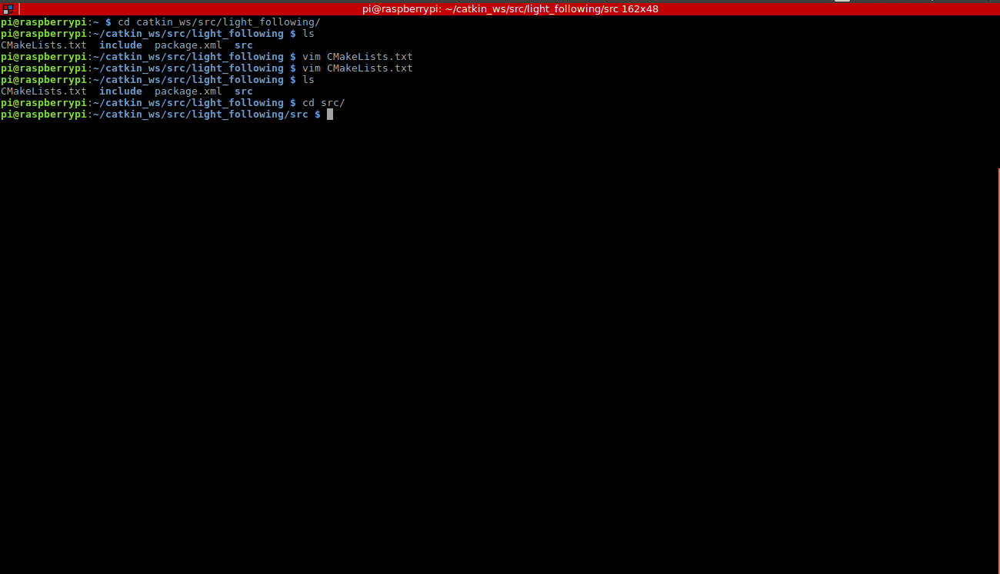 pi@raspberrypi: ~/catkin_ws/src/light_following/src 162x48
pi@raspberrypi:~ $ cd catkin_ws/src/light_following/
pi@raspberrypi:~/catkin_ws/src/light_following $ ls
CMakeLists.txt  include  package.xml  src
pi@raspberrypi:~/catkin_ws/src/light_following $ vim CMakeLists.txt
pi@raspberrypi:~/catkin_ws/src/light_following $ vim CMakeLists.txt
pi@raspberrypi:~/catkin_ws/src/light_following $ ls
CMakeLists.txt  include  package.xml  src
pi@raspberrypi:~/catkin_ws/src/light_following $ cd src/
pi@raspberrypi:~/catkin_ws/src/light_following/src $